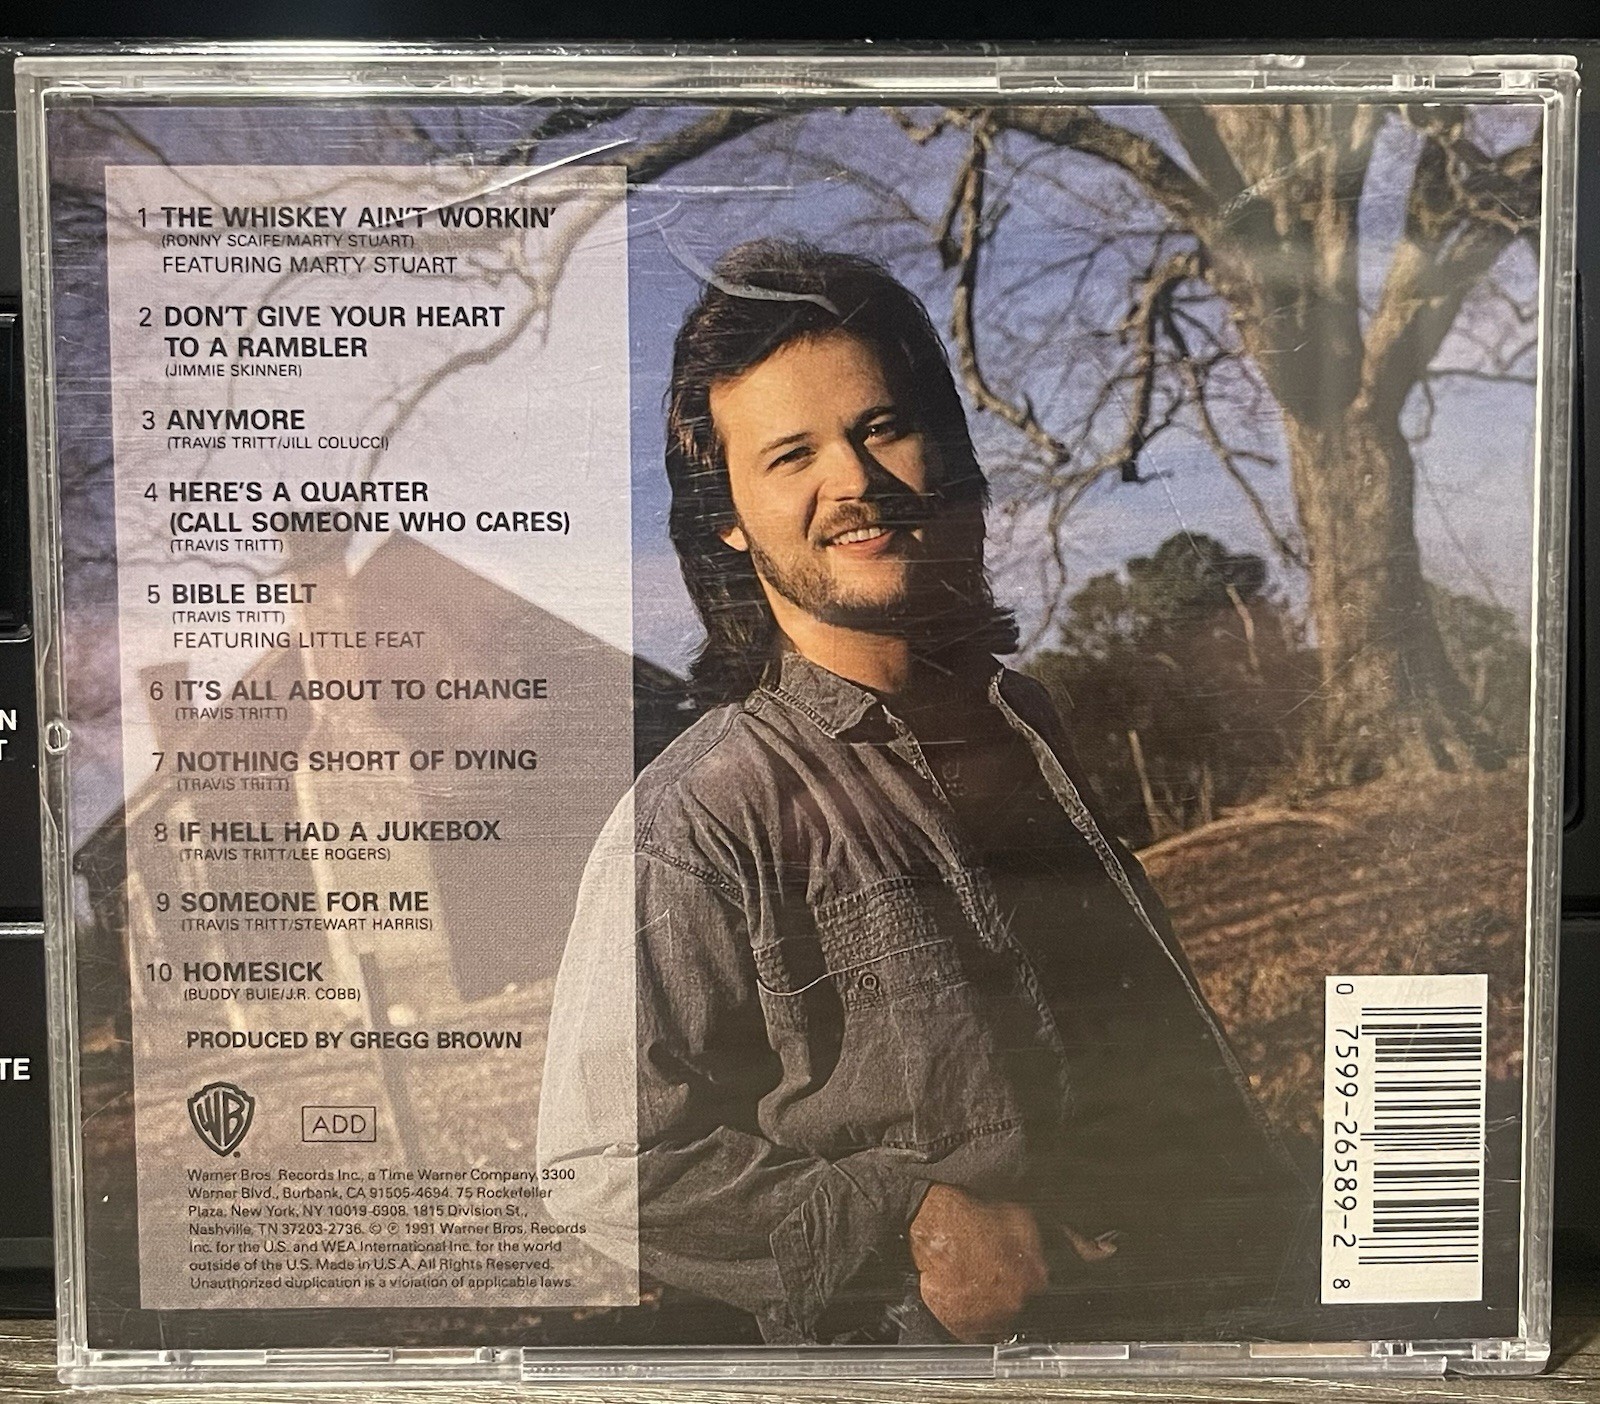 1 THE WHISKEY AIN'T WORKIN'
(RONNY SCAIFE/MARTY STUART)
FEATURING MARTY STUART
2 DON'T GIVE YOUR HEART
TO A RAMBLER
(JIMMIE SKINNER)
3 ANYMORE
(TRAVIS TRITT/JILL COLUCCI)
4 HERE'S A QUARTER
(CALL SOMEONE WHO CARES)
(TRAVIS TRITT)
5 BIBLE BELT
(TRAVIS TRITT)
FEATURING LITTLE FEAT
6 IT'S ALL ABOUT TO CHANGE
(TRAVIS TRITT)
7 NOTHING SHORT OF DYING
(TRAVIS TRITT)
8 IF HELL HAD A JUKEBOX
(TRAVIS TRITT/LEE ROGERS)
9 SOMEONE FOR ME
(TRAVIS TRITT/STEWART HARRIS)
10 HOMESICK
(BUDDY BUIE/J.R. COBB)
PRODUCED BY GREGG BROWN
WB
ADD
Warner Bros. Records Inc., a Time Warner Company, 3300
Warner Blvd., Burbank, CA 91505-4694. 75 Rockefeller
Plaza, New York, NY 10019-6908. 1815 Division St.,
Nashville, TN 37203-2736. © ℗ 1991 Warner Bros. Records
Inc. for the U.S. and WEA International Inc. for the world
outside of the U.S. Made in U.S.A. All Rights Reserved.
Unauthorized duplication is a violation of applicable laws.
0 7599-26589-2 8
N
T
TE